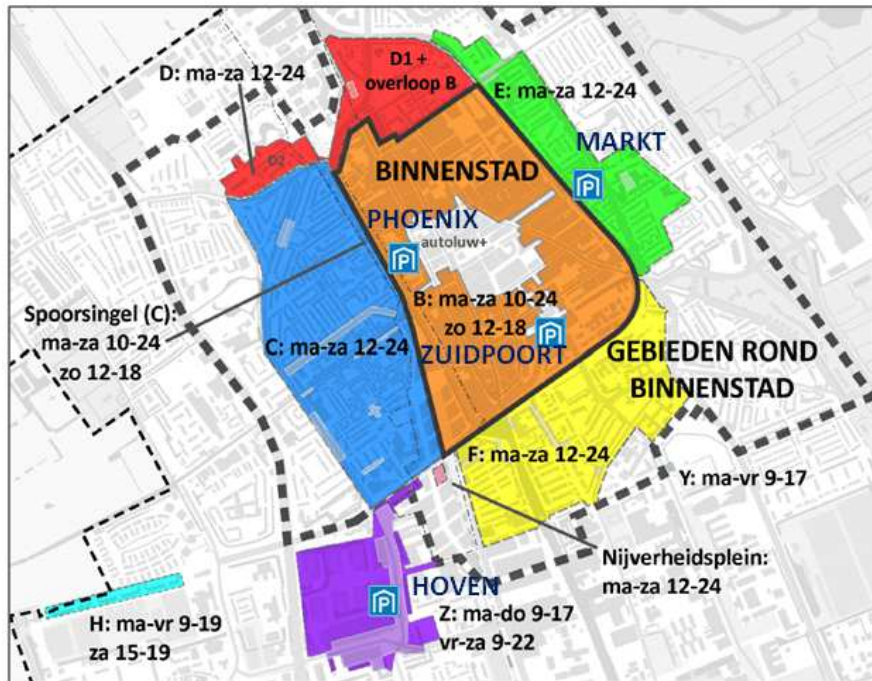 D: ma-za 12-24
D1 +
overloop B
E: ma-za 12-24
MARKT
P
D2
BINNENSTAD
PHOENIX
autoluw+
P
Spoorsingel (C):
ma-za 10-24
zo 12-18
B: ma-za 10-24
zo 12-18
P
ZUIDPOORT
C: ma-za 12-24
GEBIEDEN ROND
BINNENSTAD
F: ma-za 12-24
Y: ma-vr 9-17
Nijverheidsplein:
ma-za 12-24
HOVEN
P
Z: ma-do 9-17
vr-za 9-22
H: ma-vr 9-19
za 15-19